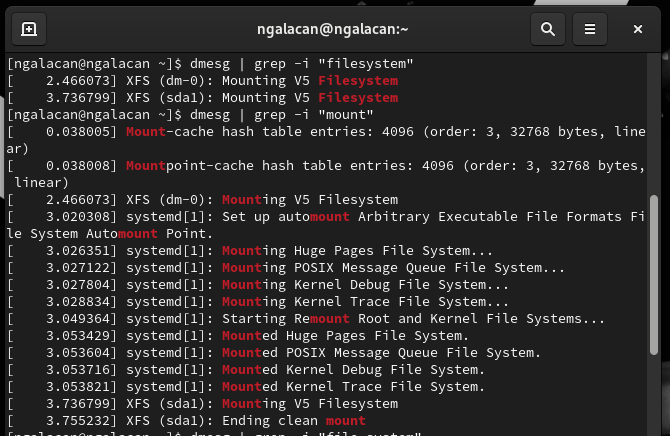 ngalacan@ngalacan:~
[ngalacan@ngalacan ~]$ dmesg | grep -i "filesystem"
[    2.466073] XFS (dm-0): Mounting V5 Filesystem
[    3.736799] XFS (sda1): Mounting V5 Filesystem
[ngalacan@ngalacan ~]$ dmesg | grep -i "mount"
[    0.038005] Mount-cache hash table entries: 4096 (order: 3, 32768 bytes, line
ar)
[    0.038008] Mountpoint-cache hash table entries: 4096 (order: 3, 32768 bytes,
 linear)
[    2.466073] XFS (dm-0): Mounting V5 Filesystem
[    3.020308] systemd[1]: Set up automount Arbitrary Executable File Formats Fi
le System Automount Point.
[    3.026351] systemd[1]: Mounting Huge Pages File System...
[    3.027122] systemd[1]: Mounting POSIX Message Queue File System...
[    3.027804] systemd[1]: Mounting Kernel Debug File System...
[    3.028834] systemd[1]: Mounting Kernel Trace File System...
[    3.049364] systemd[1]: Starting Remount Root and Kernel File Systems...
[    3.053429] systemd[1]: Mounted Huge Pages File System.
[    3.053604] systemd[1]: Mounted POSIX Message Queue File System.
[    3.053716] systemd[1]: Mounted Kernel Debug File System.
[    3.053821] systemd[1]: Mounted Kernel Trace File System.
[    3.736799] XFS (sda1): Mounting V5 Filesystem
[    3.755232] XFS (sda1): Ending clean mount
[ngalacan@ngalacan ~]$ dmesg | grep -i "file system"